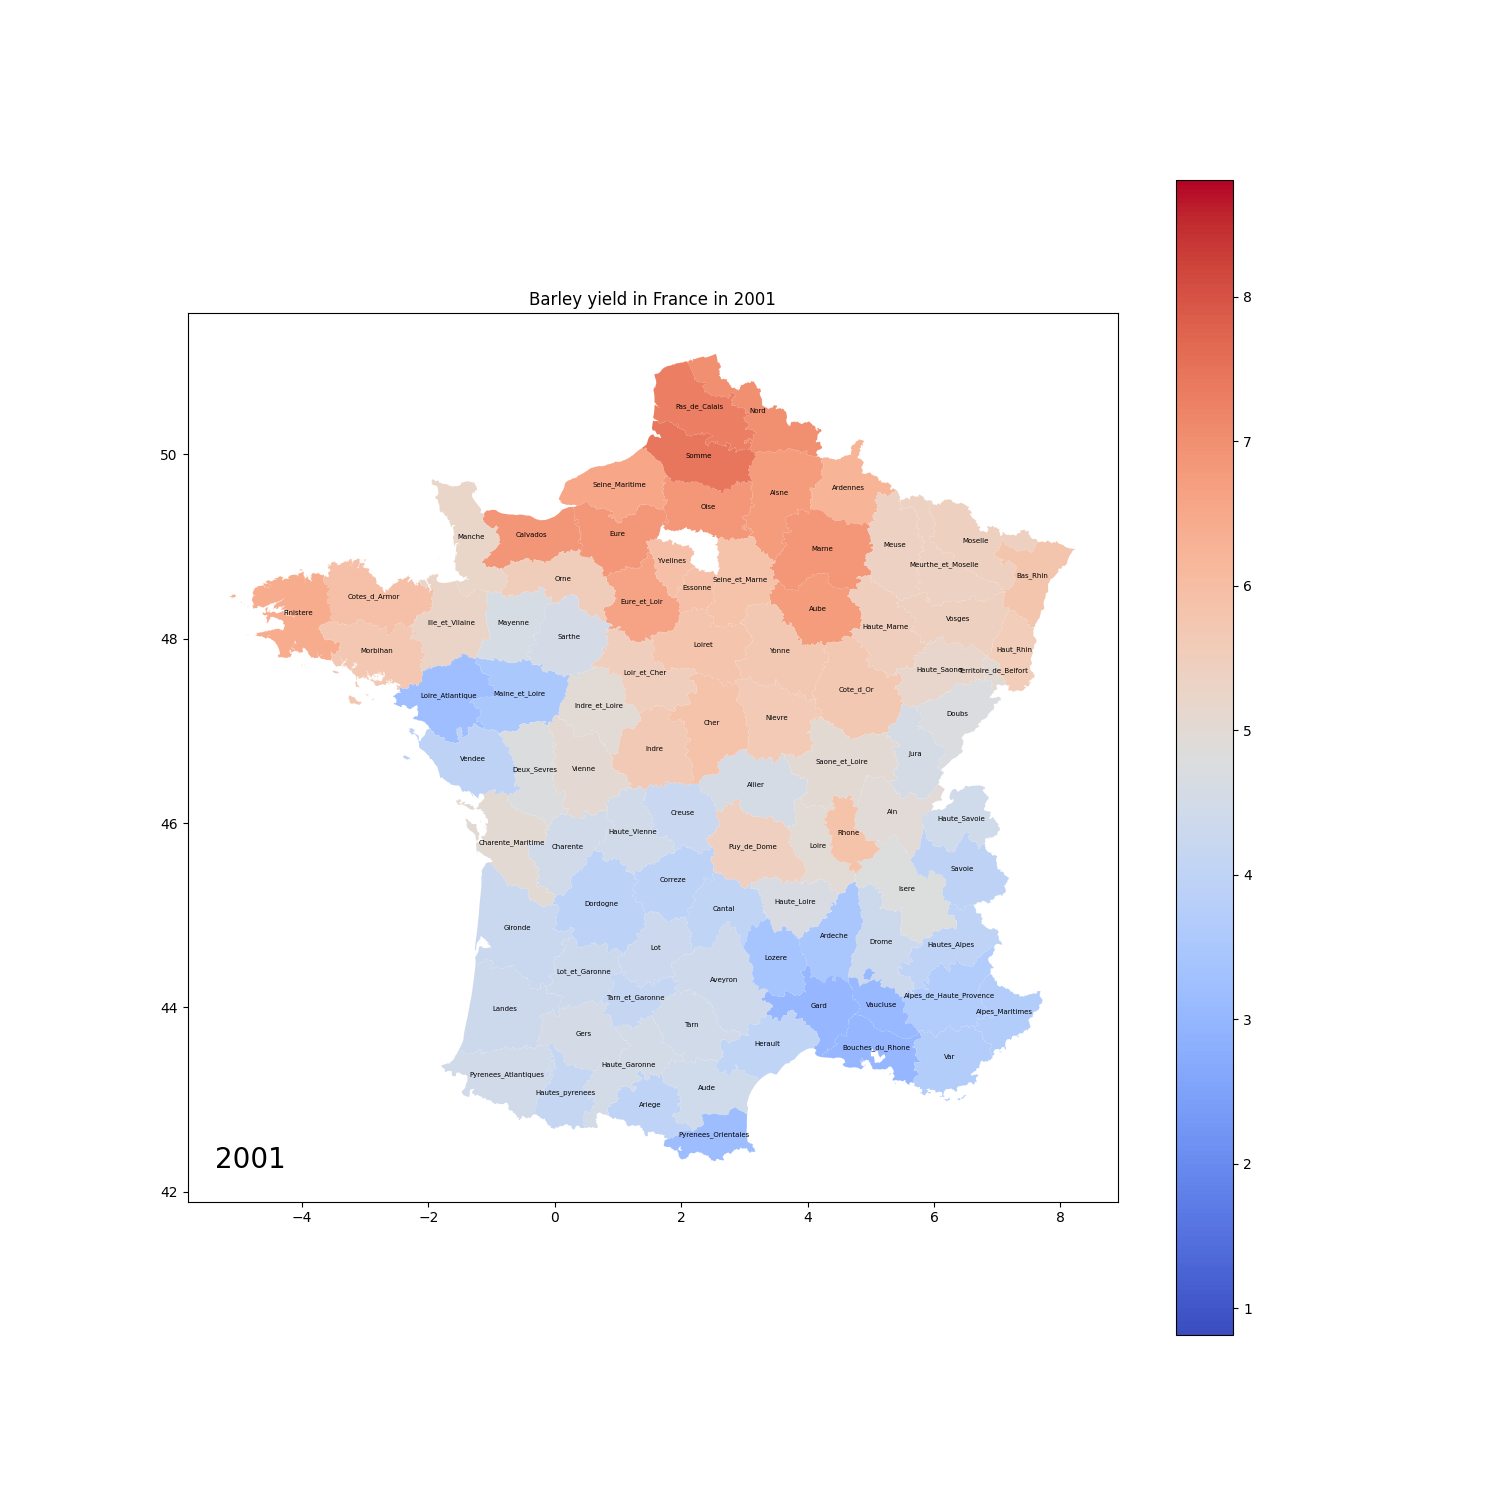 Barley yield in France in 2001
8
7
6
5
4
3
2
1
50
48
46
44
42
−4
−2
0
2
4
6
8
2001
Pas_de_Calais
Nord
Somme
Seine_Maritime
Aisne
Ardennes
Oise
Manche
Calvados
Eure
Marne
Meuse
Moselle
Yvelines
Meurthe_et_Moselle
Orne
Essonne
Seine_et_Marne
Bas_Rhin
Cotes_d_Armor
Finistere
Eure_et_Loir
Aube
Ille_et_Vilaine
Mayenne
Haute_Marne
Vosges
Sarthe
Morbihan
Loiret
Yonne
Haut_Rhin
Loir_et_Cher
Haute_Saone
Territoire_de_Belfort
Loire_Atlantique
Maine_et_Loire
Cote_d_Or
Indre_et_Loire
Cher
Nievre
Doubs
Indre
Jura
Vendee
Deux_Sevres
Vienne
Saone_et_Loire
Allier
Creuse
Ain
Haute_Savoie
Haute_Vienne
Rhone
Charente_Maritime
Charente
Puy_de_Dome
Loire
Savoie
Correze
Isere
Dordogne
Cantal
Haute_Loire
Gironde
Ardeche
Drome
Hautes_Alpes
Lot
Lozere
Lot_et_Garonne
Aveyron
Tarn_et_Garonne
Alpes_de_Haute_Provence
Landes
Gard
Vaucluse
Alpes_Maritimes
Gers
Tarn
Herault
Bouches_du_Rhone
Var
Haute_Garonne
Pyrenees_Atlantiques
Hautes_pyrenees
Aude
Ariege
Pyrenees_Orientales